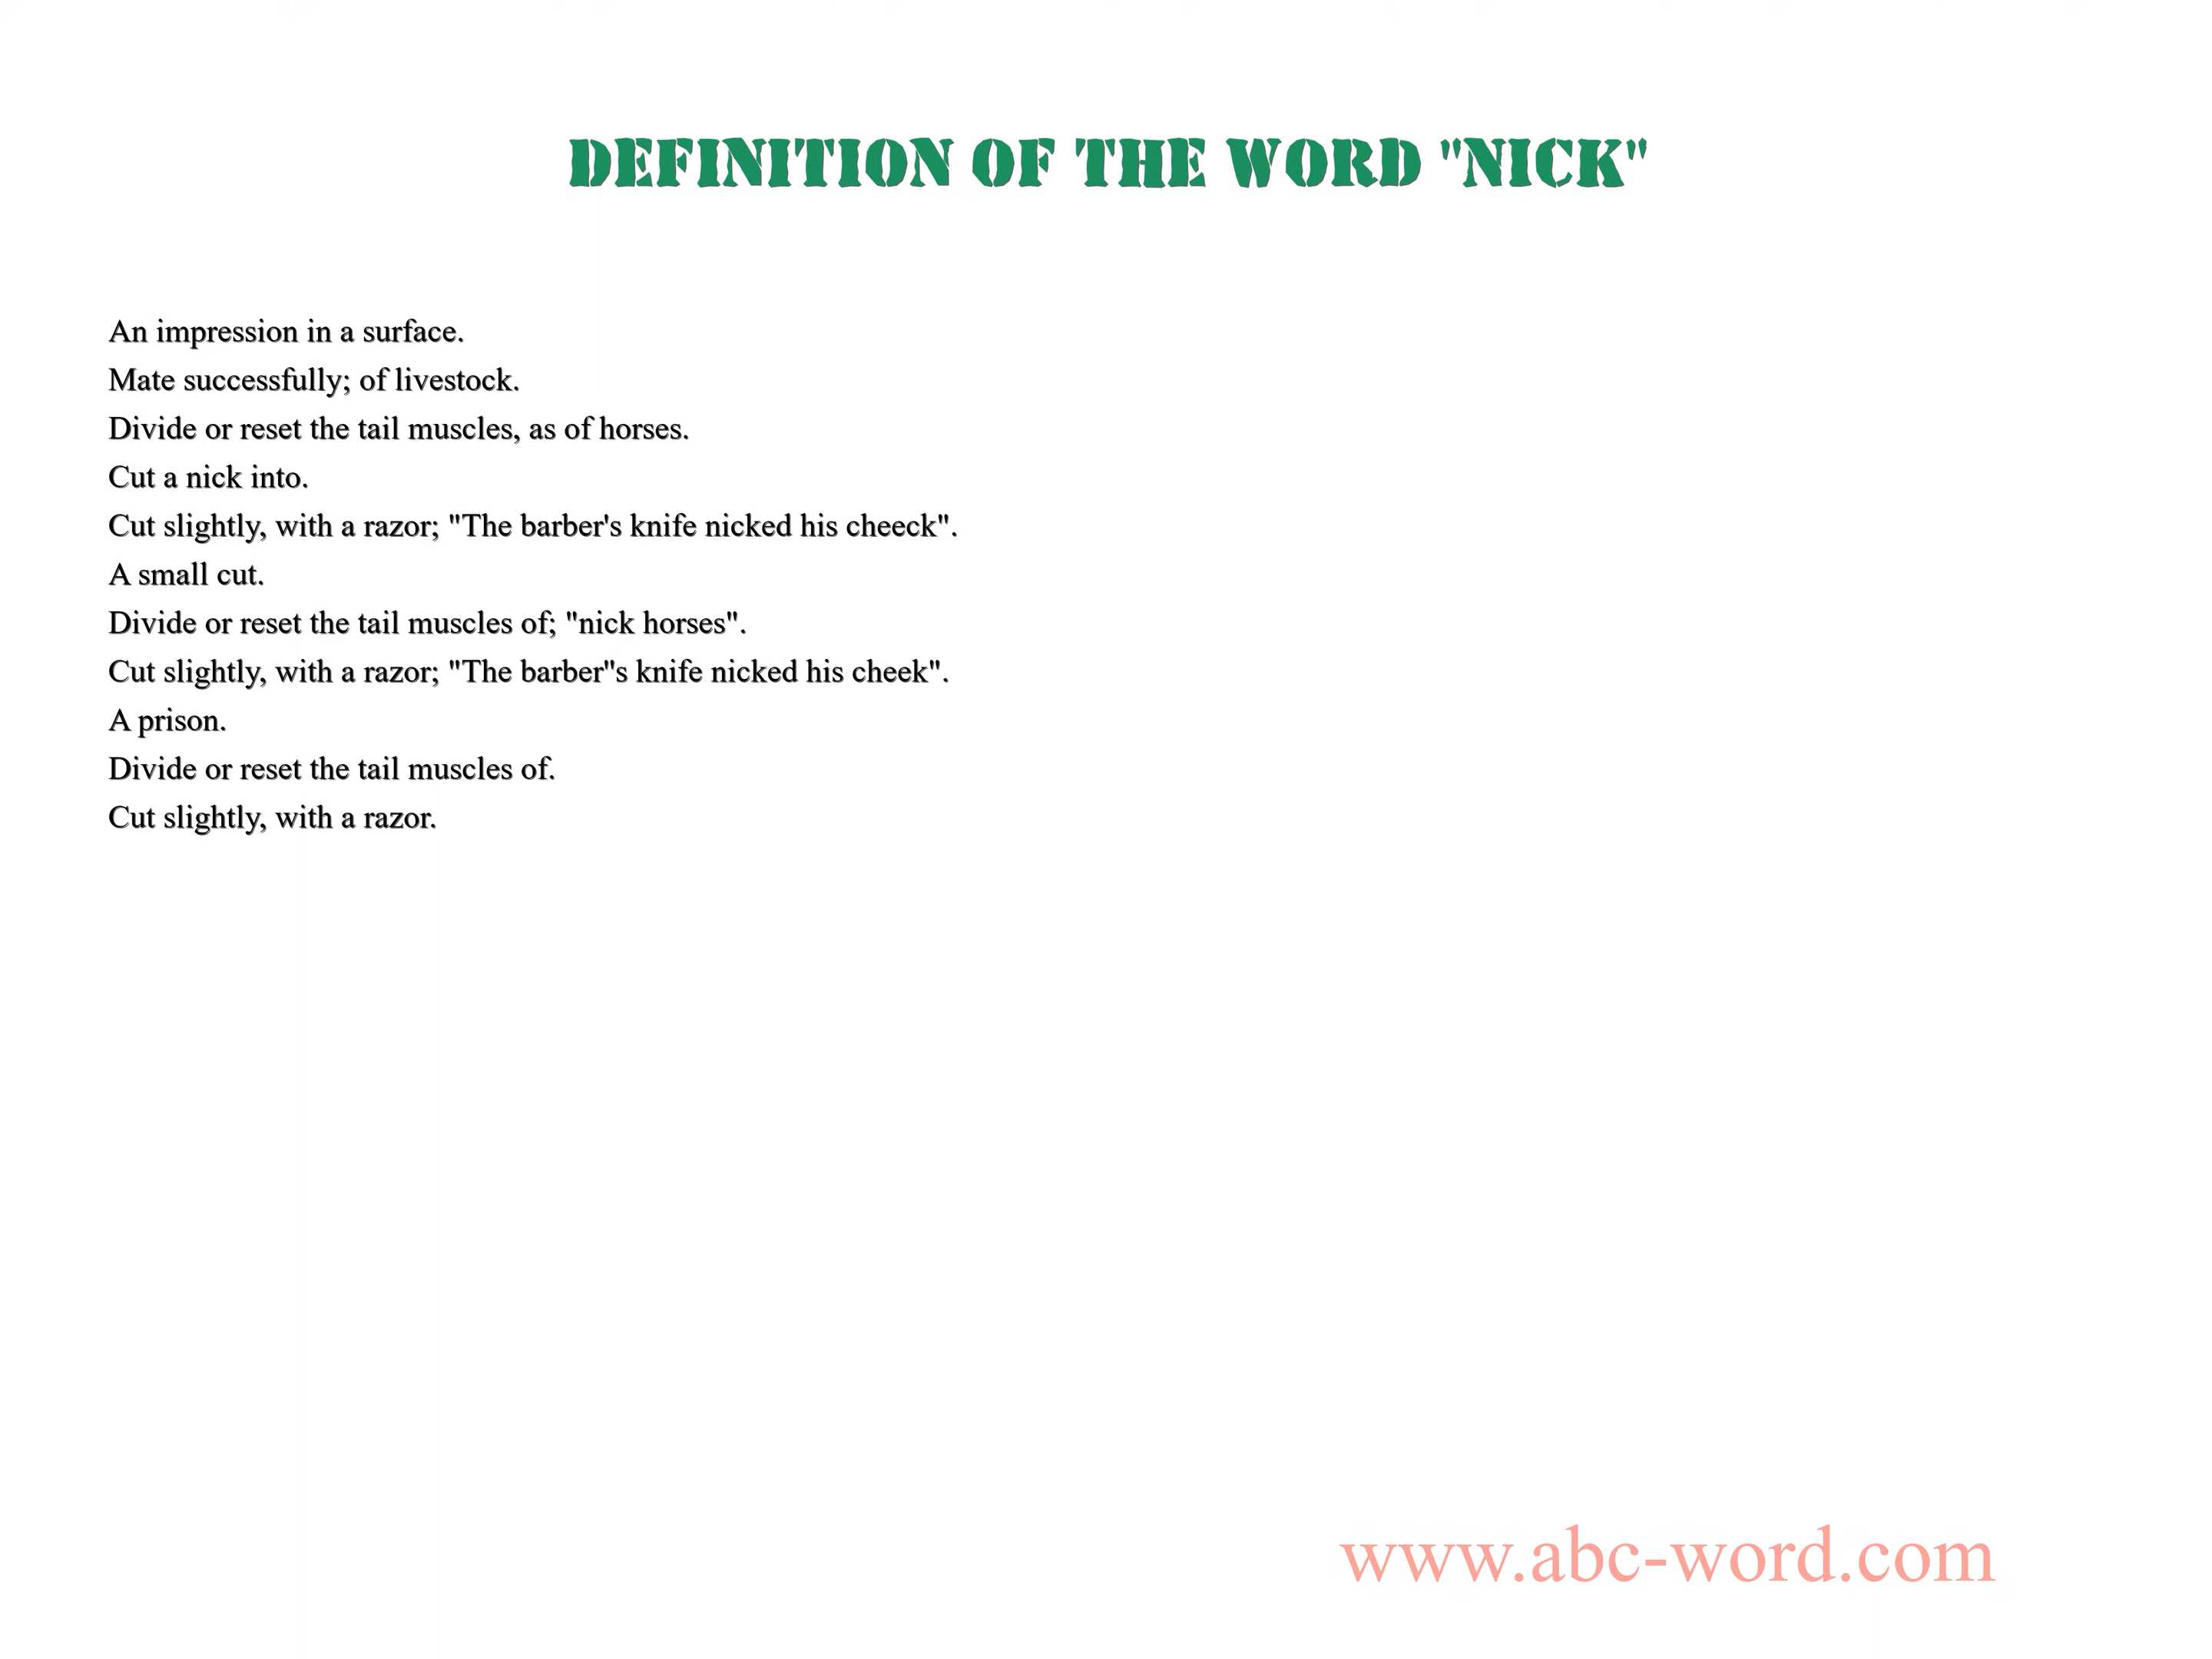 DEFINITION OF THE WORD "NICK"
An impression in a surface.
Mate successfully; of livestock.
Divide or reset the tail muscles, as of horses.
Cut a nick into.
Cut slightly, with a razor; "The barber's knife nicked his cheeck".
A small cut.
Divide or reset the tail muscles of; "nick horses".
Cut slightly, with a razor; "The barber"s knife nicked his cheek".
A prison.
Divide or reset the tail muscles of.
Cut slightly, with a razor.
www.abc-word.com